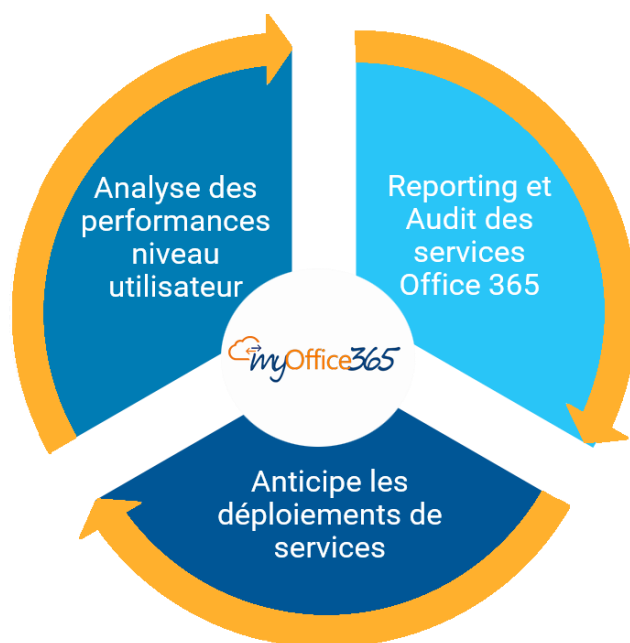 Analyse des
performances
niveau
utilisateur
Reporting et
Audit des
services
Office 365
myOffice365
Anticipe les
déploiements de
services